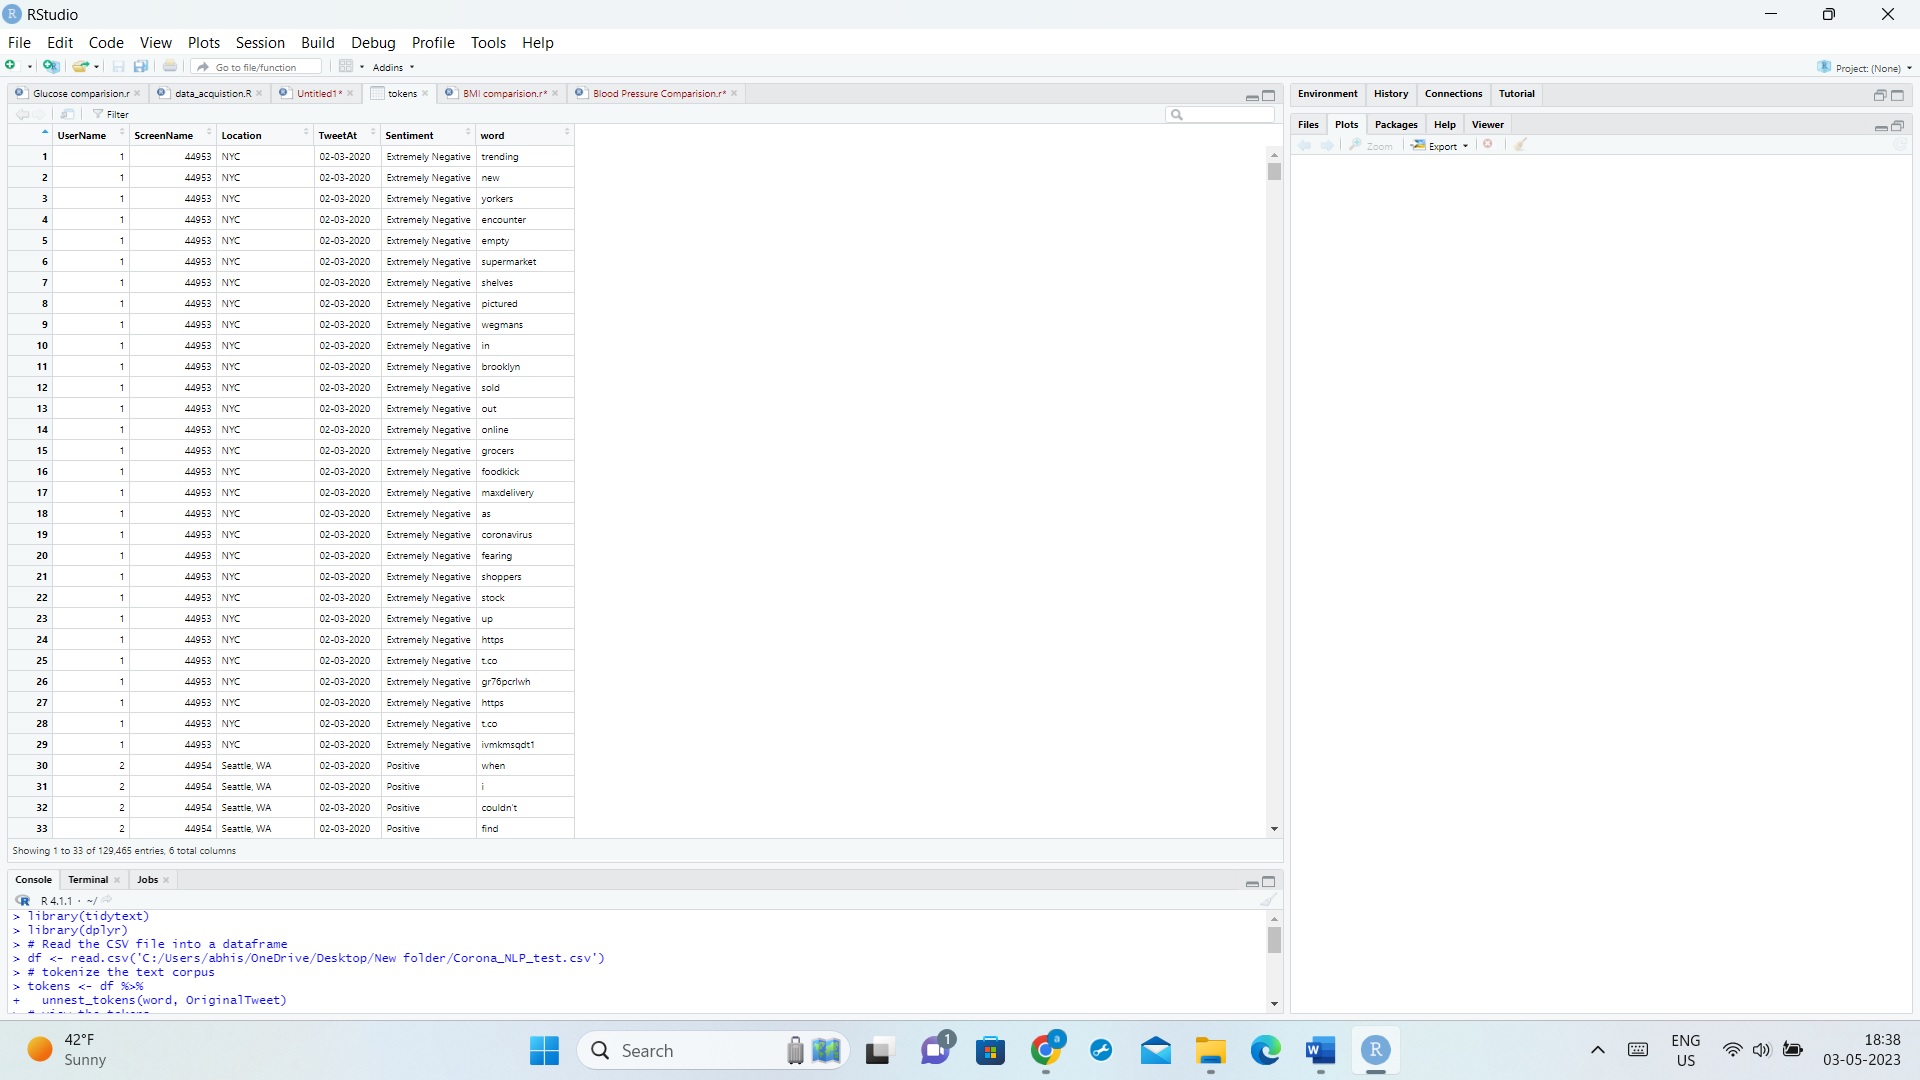 RStudio
File Edit Code View Plots Session Build Debug Profile Tools Help
Go to file/function Addins Project: (None)
Glucose comparision.r data_acquistion.R Untitled1* tokens BMI comparision.r* Blood Pressure Comparision.r*
Environment History Connections Tutorial
Filter
Files Plots Packages Help Viewer
Zoom Export
UserName ScreenName Location TweetAt Sentiment word
1 1 44953 NYC 02-03-2020 Extremely Negative trending
2 1 44953 NYC 02-03-2020 Extremely Negative new
3 1 44953 NYC 02-03-2020 Extremely Negative yorkers
4 1 44953 NYC 02-03-2020 Extremely Negative encounter
5 1 44953 NYC 02-03-2020 Extremely Negative empty
6 1 44953 NYC 02-03-2020 Extremely Negative supermarket
7 1 44953 NYC 02-03-2020 Extremely Negative shelves
8 1 44953 NYC 02-03-2020 Extremely Negative pictured
9 1 44953 NYC 02-03-2020 Extremely Negative wegmans
10 1 44953 NYC 02-03-2020 Extremely Negative in
11 1 44953 NYC 02-03-2020 Extremely Negative brooklyn
12 1 44953 NYC 02-03-2020 Extremely Negative sold
13 1 44953 NYC 02-03-2020 Extremely Negative out
14 1 44953 NYC 02-03-2020 Extremely Negative online
15 1 44953 NYC 02-03-2020 Extremely Negative grocers
16 1 44953 NYC 02-03-2020 Extremely Negative foodkick
17 1 44953 NYC 02-03-2020 Extremely Negative maxdelivery
18 1 44953 NYC 02-03-2020 Extremely Negative as
19 1 44953 NYC 02-03-2020 Extremely Negative coronavirus
20 1 44953 NYC 02-03-2020 Extremely Negative fearing
21 1 44953 NYC 02-03-2020 Extremely Negative shoppers
22 1 44953 NYC 02-03-2020 Extremely Negative stock
23 1 44953 NYC 02-03-2020 Extremely Negative up
24 1 44953 NYC 02-03-2020 Extremely Negative https
25 1 44953 NYC 02-03-2020 Extremely Negative t.co
26 1 44953 NYC 02-03-2020 Extremely Negative gr76pcrlwh
27 1 44953 NYC 02-03-2020 Extremely Negative https
28 1 44953 NYC 02-03-2020 Extremely Negative t.co
29 1 44953 NYC 02-03-2020 Extremely Negative ivmkmsqdt1
30 2 44954 Seattle, WA 02-03-2020 Positive when
31 2 44954 Seattle, WA 02-03-2020 Positive i
32 2 44954 Seattle, WA 02-03-2020 Positive couldn't
33 2 44954 Seattle, WA 02-03-2020 Positive find
Showing 1 to 33 of 129,465 entries, 6 total columns
Console Terminal Jobs
R 4.1.1 · ~/
> library(tidytext)
> library(dplyr)
> # Read the CSV file into a dataframe
> df <- read.csv('C:/Users/abhis/OneDrive/Desktop/New folder/Corona_NLP_test.csv')
> # tokenize the text corpus
> tokens <- df %>%
+ unnest_tokens(word, OriginalTweet)
42°F
Sunny
Search
1
ENG
US
18:38
03-05-2023